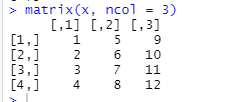 > matrix(x, ncol = 3)
     [,1] [,2] [,3]
[1,]    1    5    9
[2,]    2    6   10
[3,]    3    7   11
[4,]    4    8   12
>